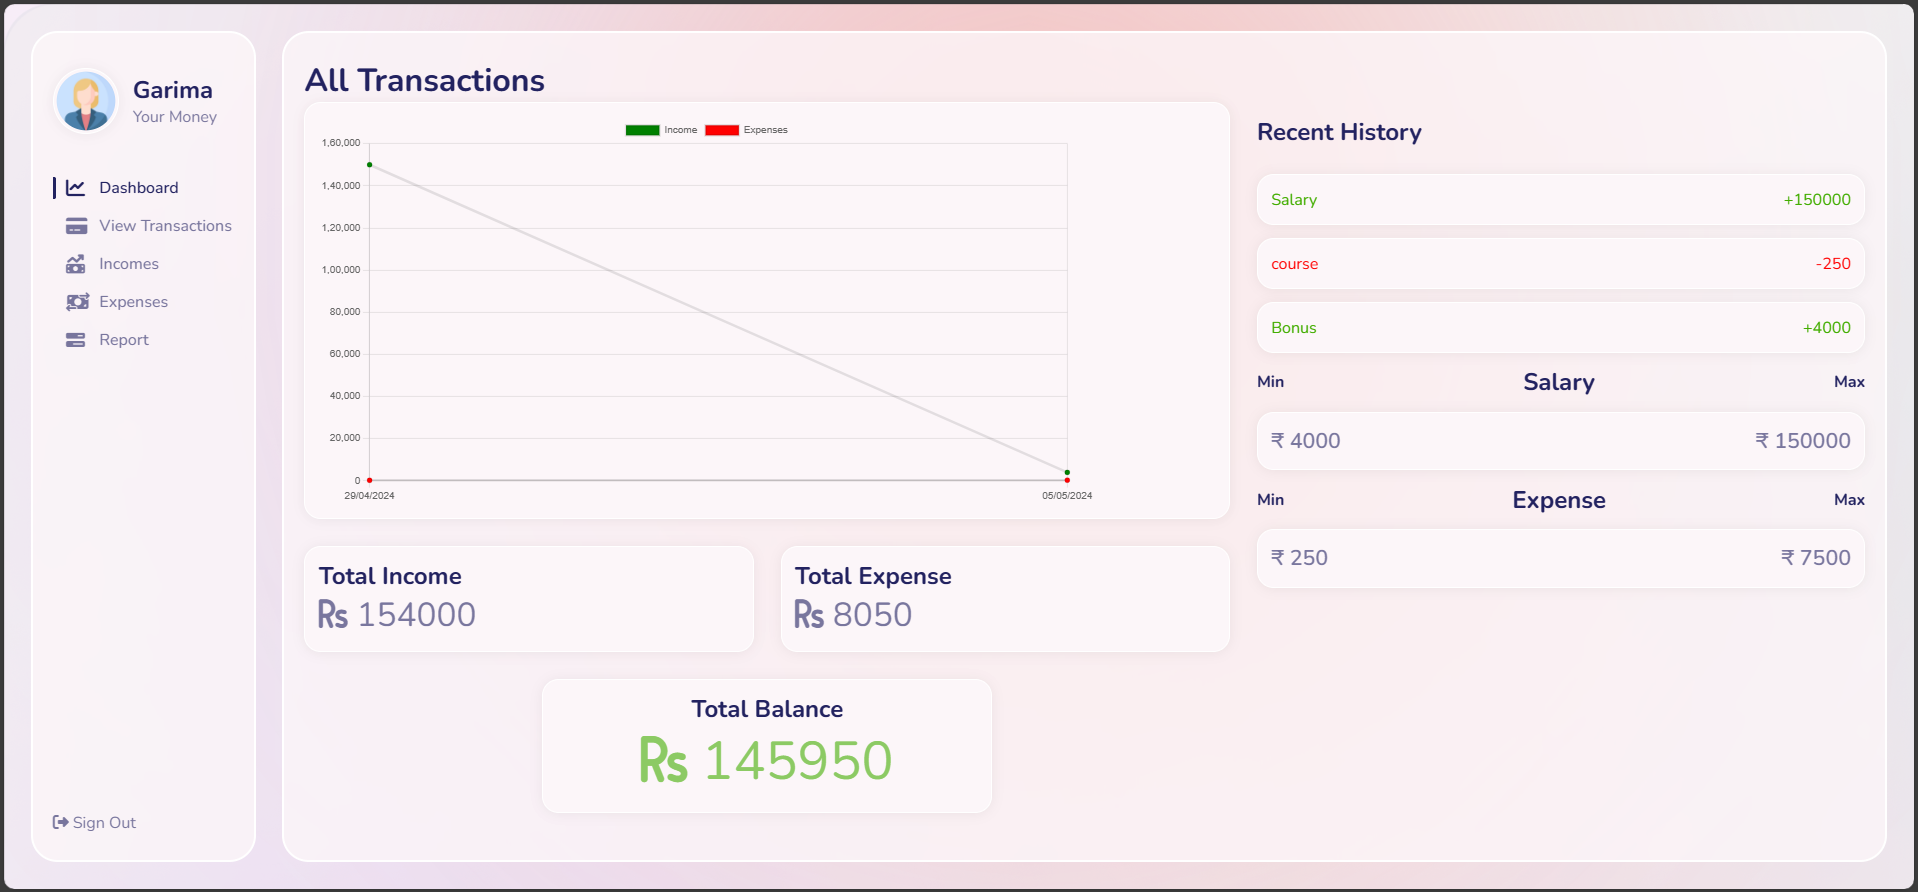 Garima
Your Money
Dashboard
View Transactions
Incomes
Expenses
Report
Sign Out
All Transactions
Income Expenses
1,60,000
1,40,000
1,20,000
1,00,000
80,000
60,000
40,000
20,000
0
29/04/2024 05/05/2024
Total Income
Rs 154000
Total Expense
Rs 8050
Total Balance
Rs 145950
Recent History
Salary +150000
course -250
Bonus +4000
Min Salary Max
₹ 4000 ₹ 150000
Min Expense Max
₹ 250 ₹ 7500